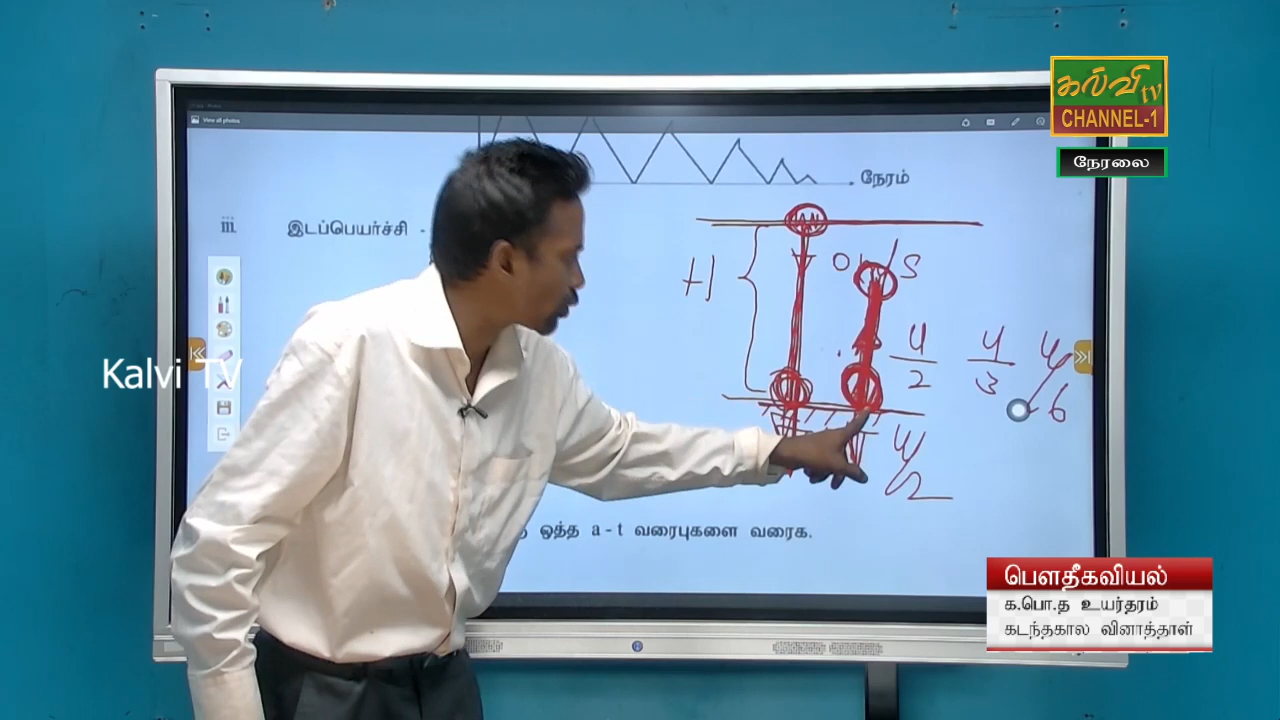 கல்வி tv
CHANNEL-1
நேரலை
View all photos
நேரம்
iii.
இடப்பெயர்ச்சி -
H
0 1/3
4/2 4/3 4/6
4/2
Kalvi TV
ஒத்த a - t வரைபுகளை வரைக.
பௌதீகவியல்
க.பொ.த உயர்தரம்
கடந்தகால வினாத்தாள்